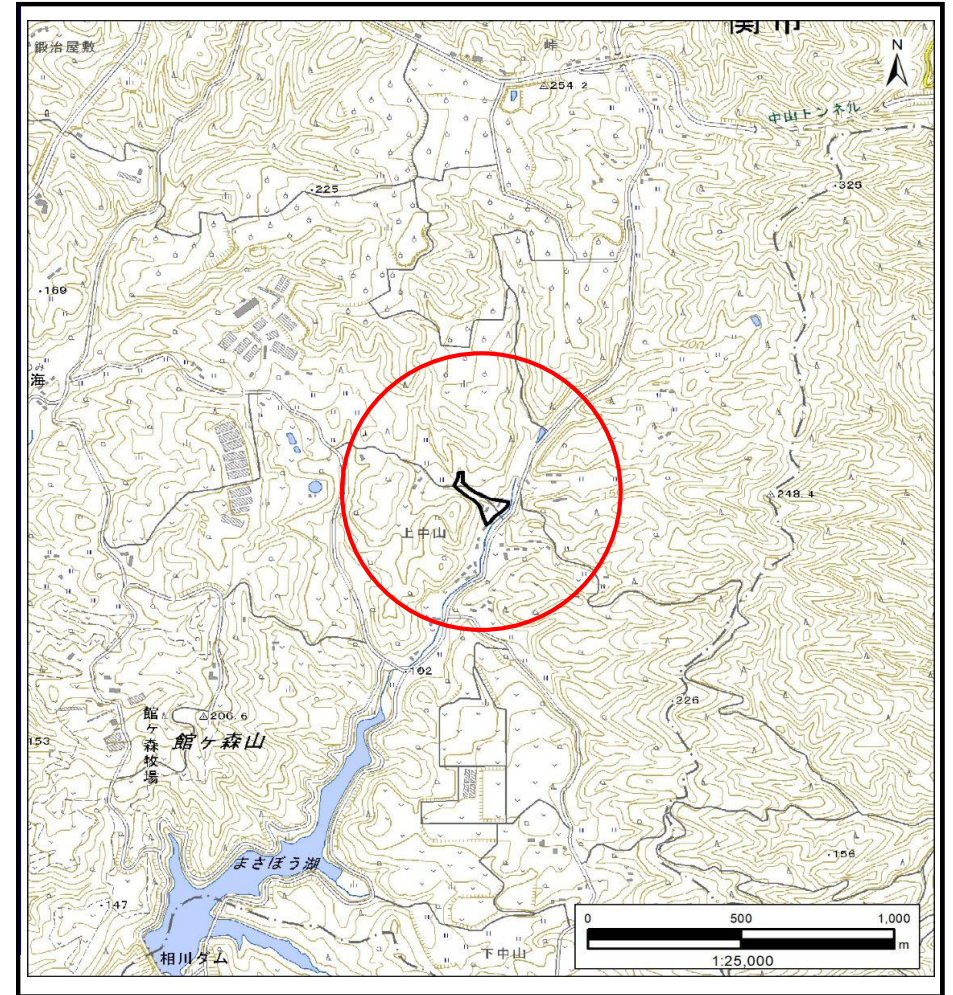 関市
鍛治屋敷
峠
N
254.2
中山トンネル
325
225
169
海
248.4
上中山
102
226
館ヶ森牧場
206.6
館ヶ森山
153
まさぼう湖
156
147
相川ダム
下中山
0 500 1,000
m
1:25,000